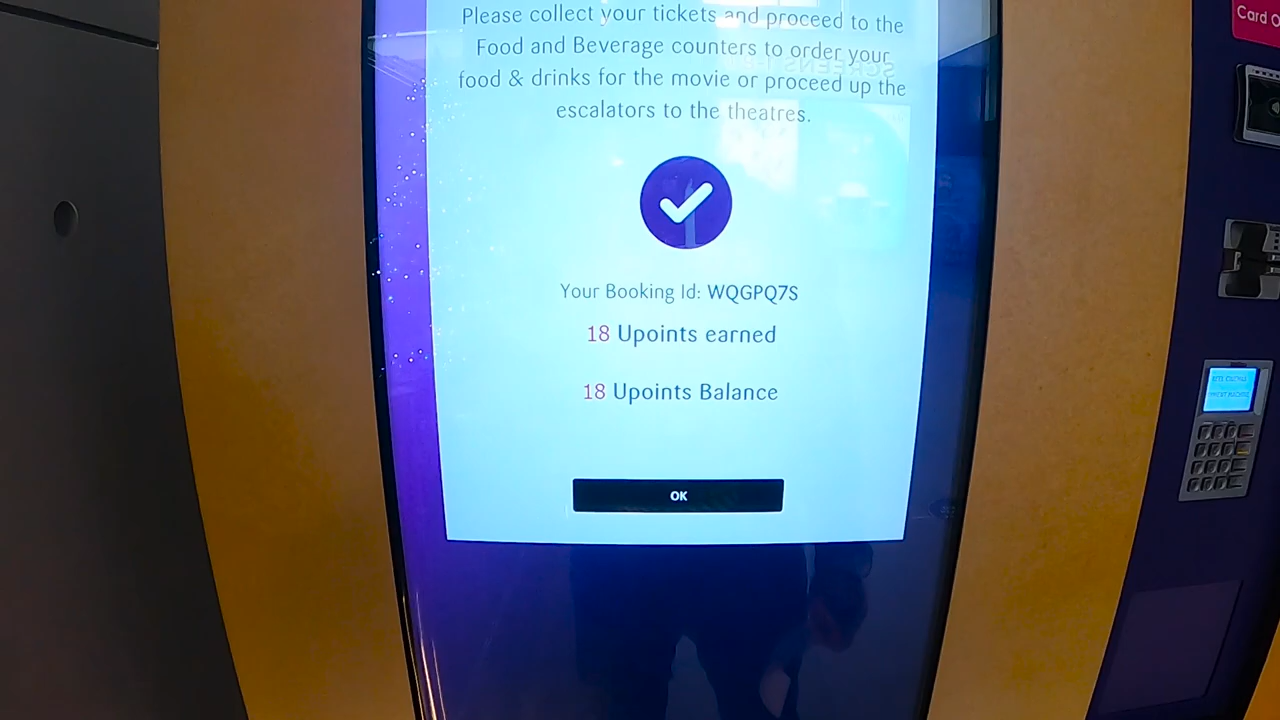 Please collect your tickets and proceed to the
Food and Beverage counters to order your
food & drinks for the movie or proceed up the
escalators to the theatres.
Your Booking Id: WQGPQ7S
18 Upoints earned
18 Upoints Balance
OK
Card O
SCREENS